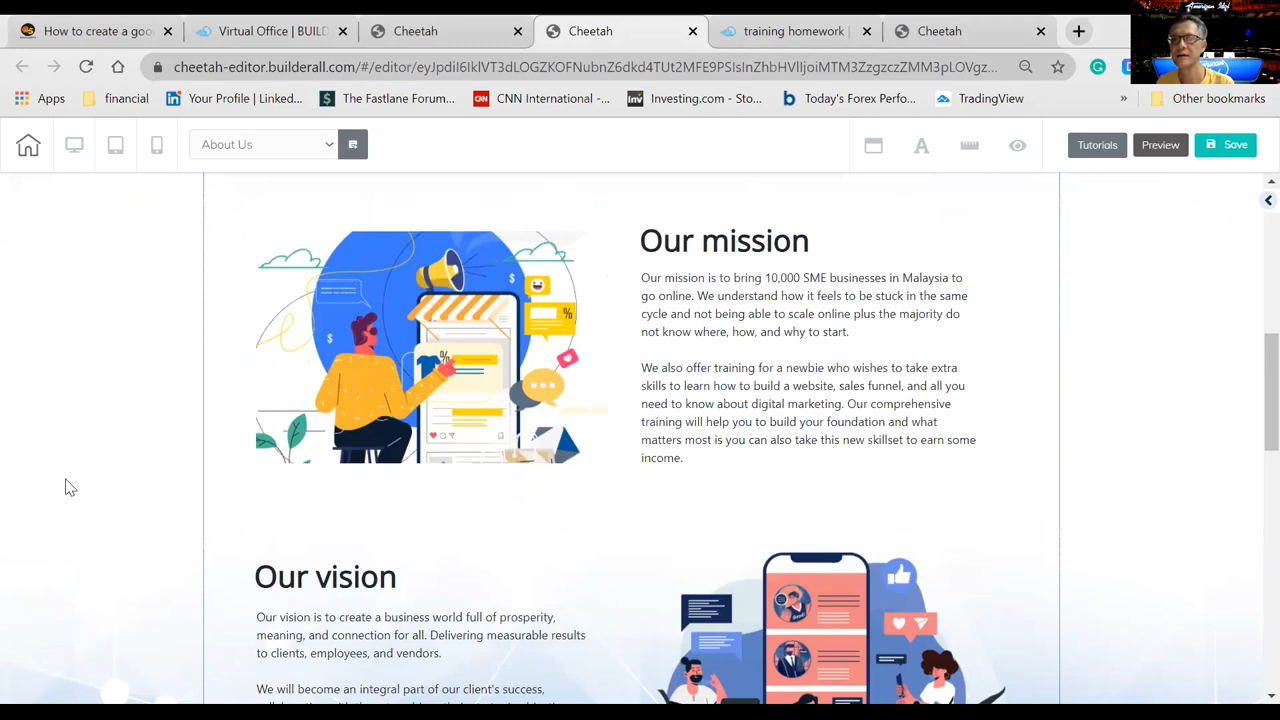 American Idol
How to create a goo
Virtual Office | BUILD
Cheetah
Cheetah
training homework |
Cheetah
Apps
financial
Your Profile | Linked...
The Fastlane Forum...
CNN International -...
Investing.com - Sto...
Today's Forex Perfo...
TradingView
Other bookmarks
About Us
Tutorials
Preview
Save
Our mission
Our mission is to bring 10,000 SME businesses in Malaysia to
go online. We understand how it feels to be stuck in the same
cycle and not being able to scale online plus the majority do
not know where, how, and why to start.
We also offer training for a newbie who wishes to take extra
skills to learn how to build a website, sales funnel, and all you
need to know about digital marketing. Our comprehensive
training will help you to build your foundation and what
matters most is you can also take this new skillset to earn some
income.
Our vision
Our vision is to create a business world full of prosperity,
meaning, and connection for all. Delivering measurable results
to clients, employees, and vendors.
We will become an integral part of our client's success,